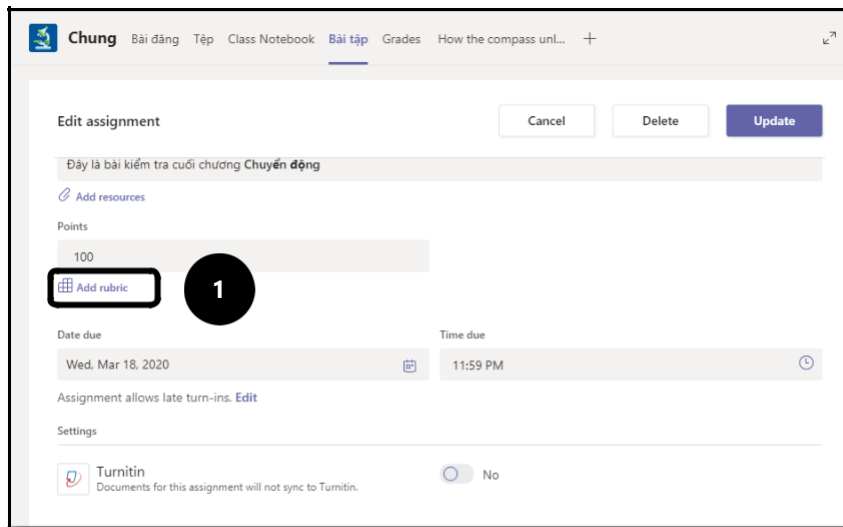 Chung Bài đăng Tệp Class Notebook Bài tập Grades How the compass unl... +
Edit assignment Cancel Delete Update
Đây là bài kiểm tra cuối chương Chuyển động
Add resources
Points
100
Add rubric 1
Date due Time due
Wed, Mar 18, 2020 11:59 PM
Assignment allows late turn-ins. Edit
Settings
Turnitin No
Documents for this assignment will not sync to Turnitin.